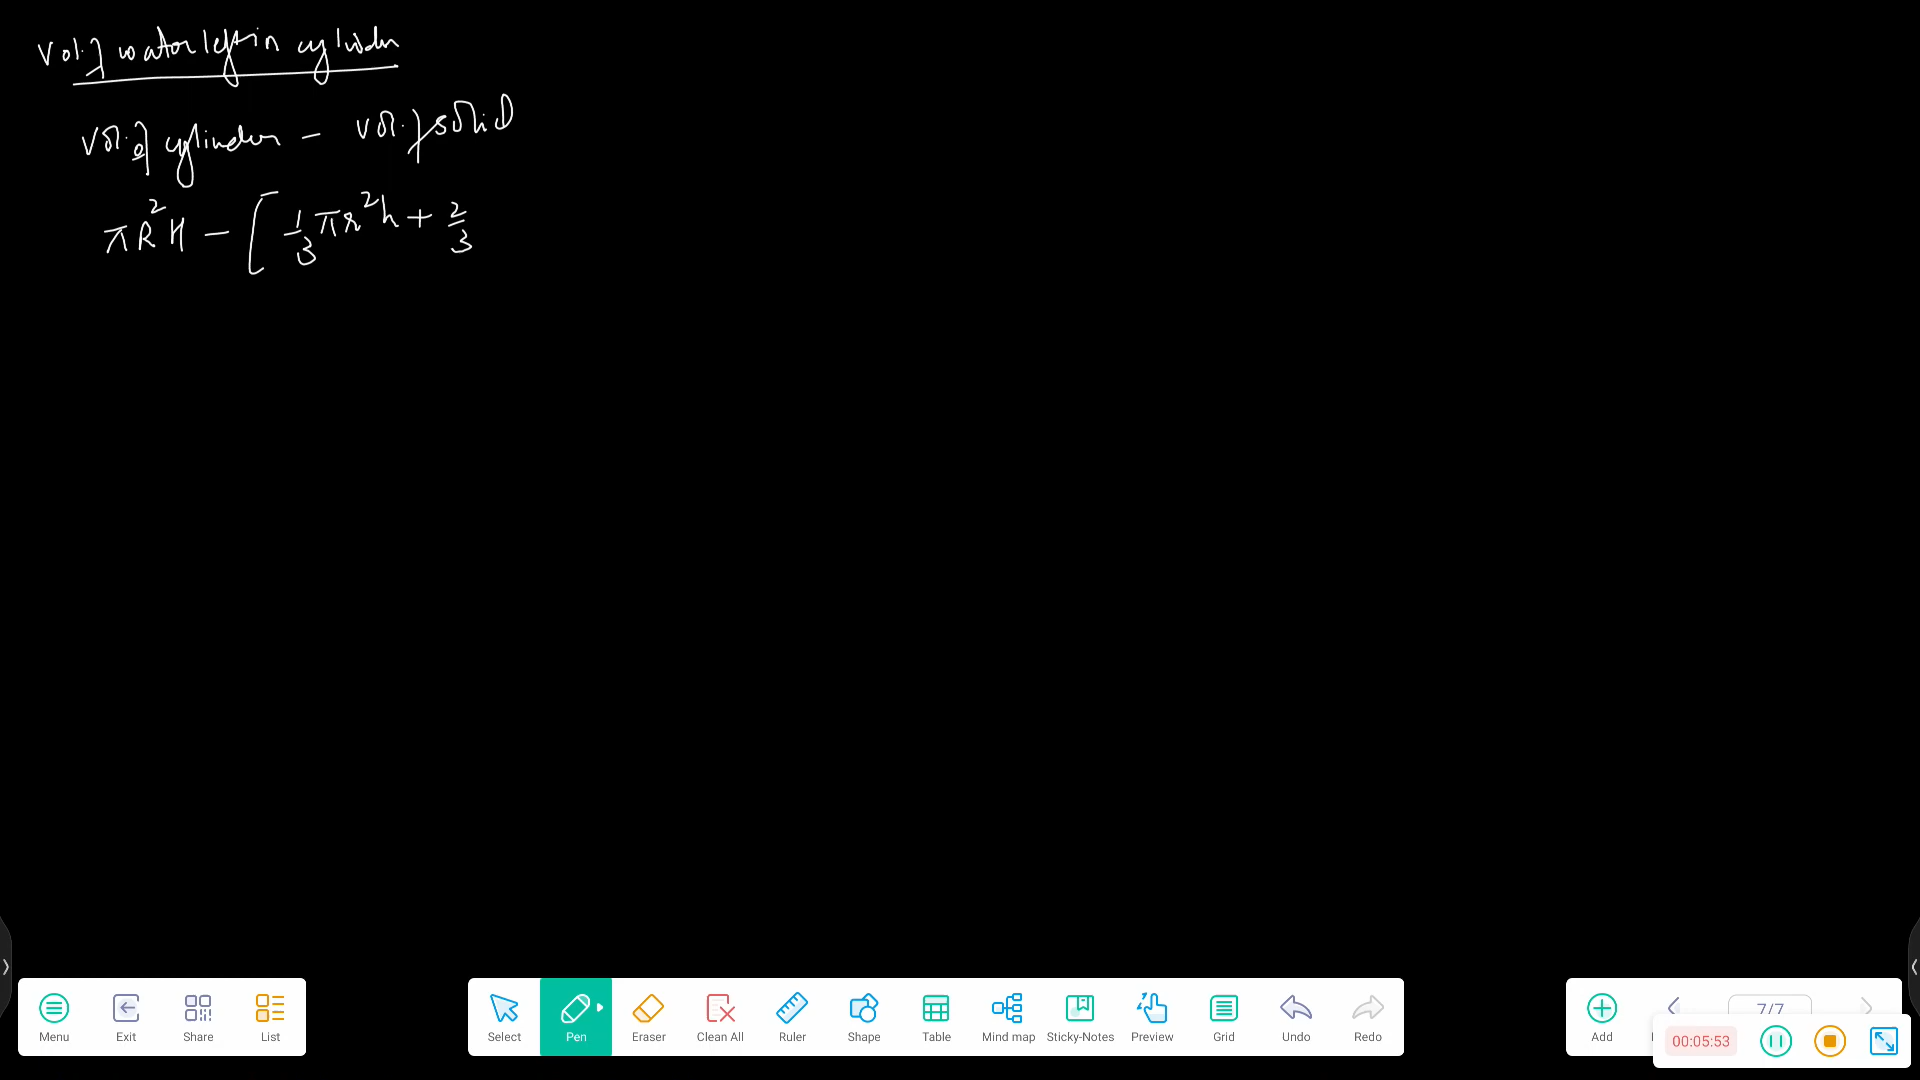 Vol. of water left in cylinder
Vol. of cylinder – Vol. of solid
πR²H – [ 1/3 πr²h + 2/3
Menu Exit Share List Select Pen Eraser Clean All Ruler Shape Table Mind map Sticky-Notes Preview Grid Undo Redo Add 7/7
00:05:53